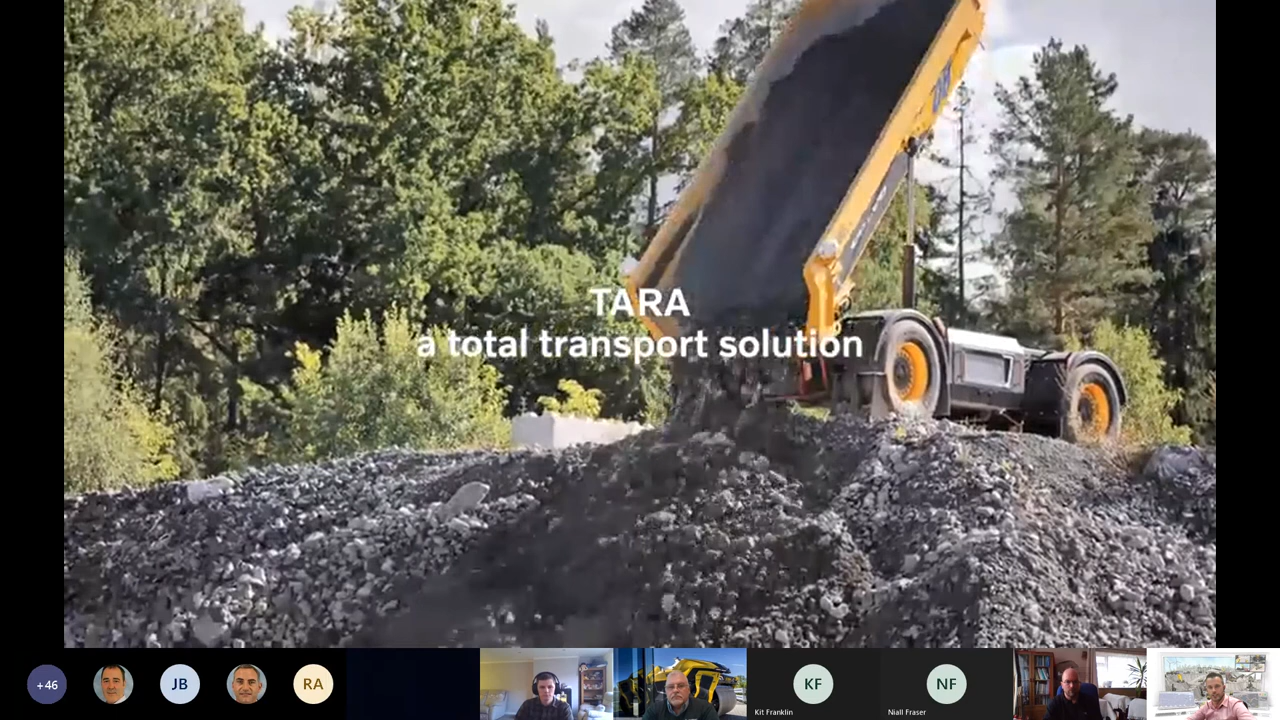 TARA
a total transport solution
+46
JB
RA
KF
Kit Franklin
NF
Niall Fraser